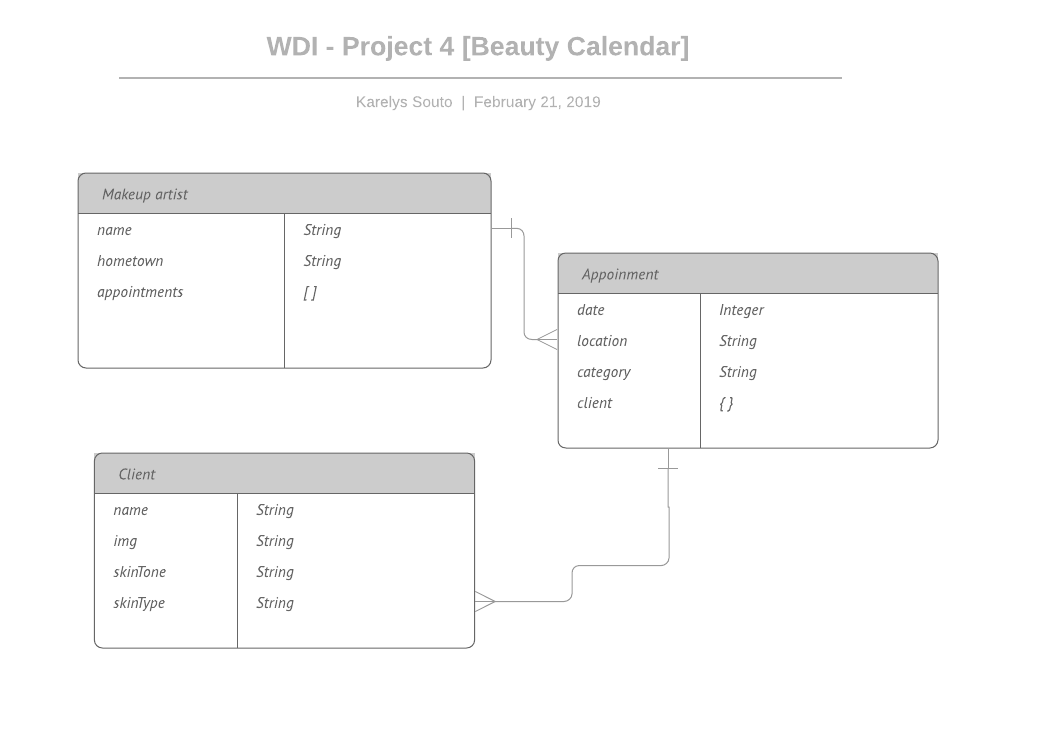 WDI - Project 4 [Beauty Calendar]
Karelys Souto | February 21, 2019
Makeup artist
name String
hometown String
appointments [ ]
Appoinment
date Integer
location String
category String
client { }
Client
name String
img String
skinTone String
skinType String